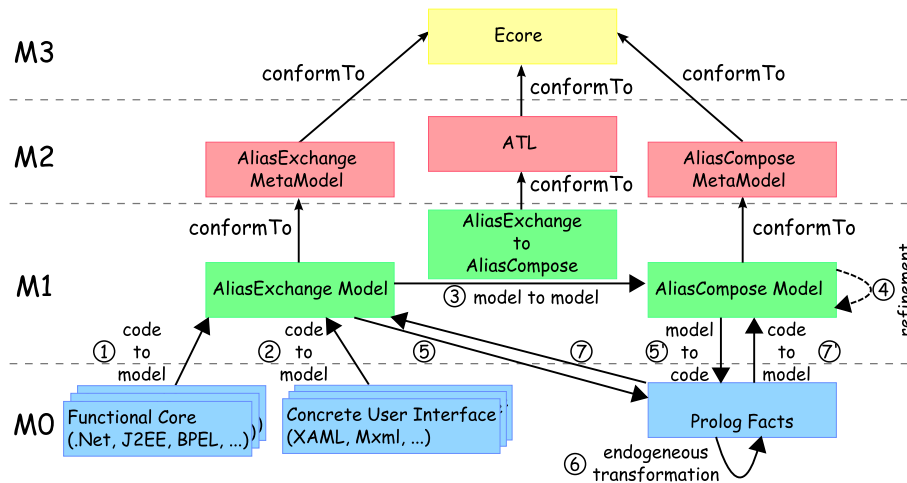 M3
Ecore
conformTo
conformTo
conformTo
M2
AliasExchange
MetaModel
ATL
AliasCompose
MetaModel
conformTo
conformTo
conformTo
AliasExchange
to
AliasCompose
M1
AliasExchange Model
③ model to model
AliasCompose Model
④
refinement
① code
to
model
② code
to
model
⑤
⑦
⑤' model
to
code
code
to
model
⑦'
M0
Functional Core
(.Net, J2EE, BPEL, ...)
Concrete User Interface
(XAML, Mxml, ...)
Prolog Facts
⑥ endogeneous
transformation